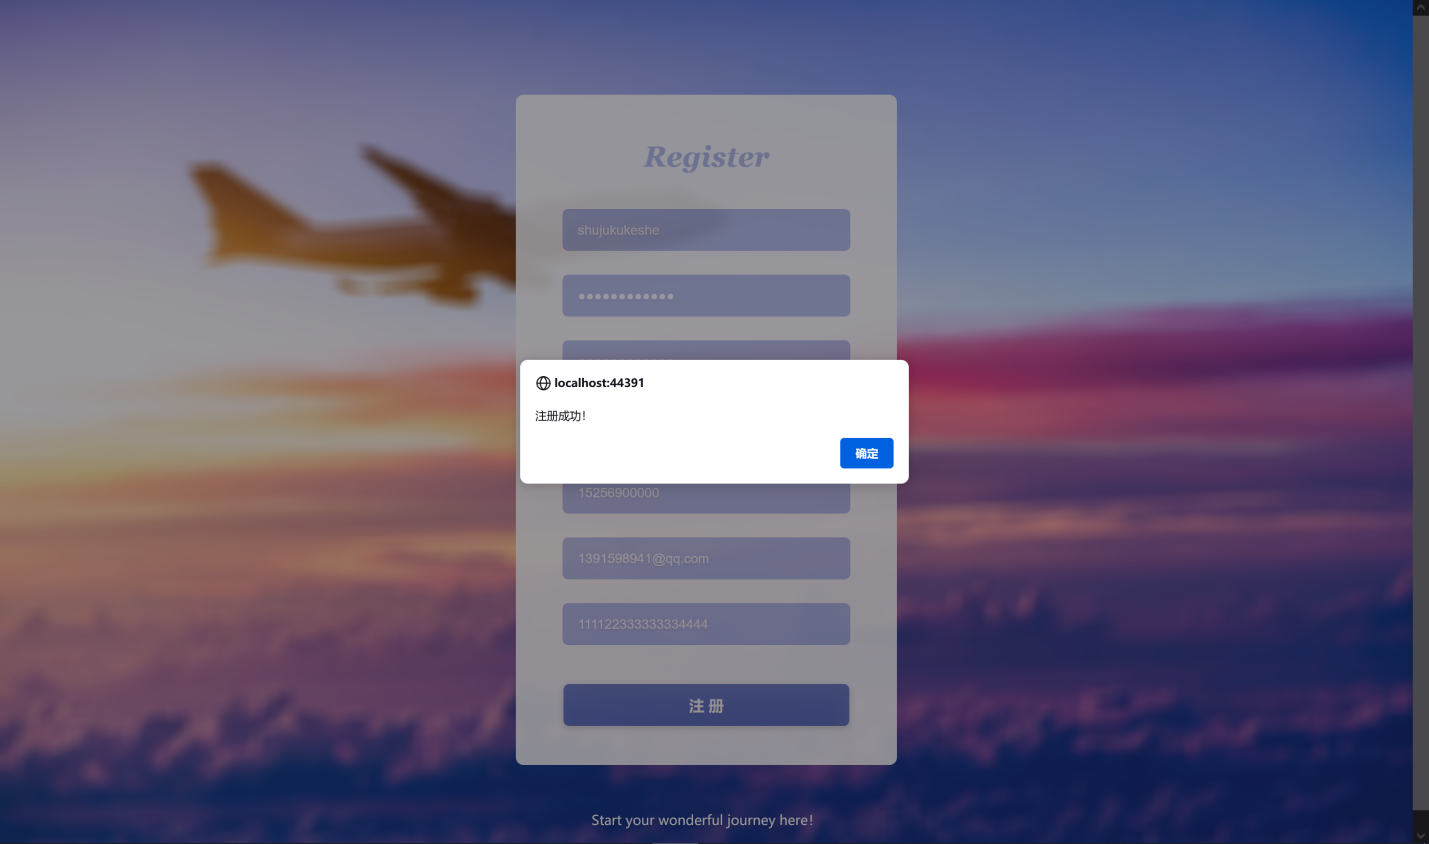 Register
shujukukeshe
••••••••••••
localhost:44391
注册成功!
确定
15256900000
1391598941@qq.com
111122333333334444
注 册
Start your wonderful journey here!